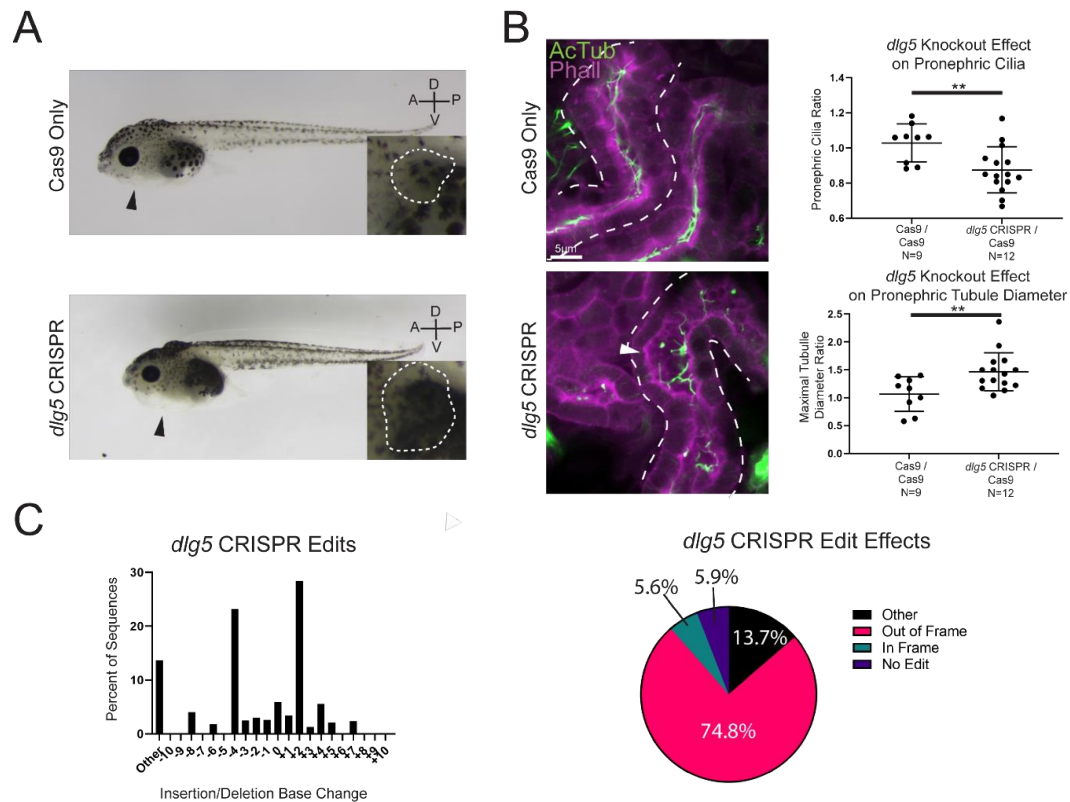 A
Cas9 Only
D
A P
V
dlg5 CRISPR
D
A P
V
B
Cas9 Only
AcTub
Phall
5µm
dlg5 CRISPR
dlg5 Knockout Effect
on Pronephric Cilia
**
Pronephric Cilia Ratio
1.4
1.2
1.0
0.8
0.6
Cas9 /
Cas9
N=9
dlg5 CRISPR /
Cas9
N=12
dlg5 Knockout Effect
on Pronephric Tubule Diameter
**
Maximal Tubulle
Diameter Ratio
2.5
2.0
1.5
1.0
0.5
0.0
Cas9 /
Cas9
N=9
dlg5 CRISPR /
Cas9
N=12
C
dlg5 CRISPR Edits
Percent of Sequences
30
20
10
0
Other -10 -9 -8 -7 -6 -5 -4 -3 -2 -1 0 +1 +2 +3 +4 +5 +6 +7 +8 +9 +10
Insertion/Deletion Base Change
dlg5 CRISPR Edit Effects
5.6%
5.9%
13.7%
74.8%
Other
Out of Frame
In Frame
No Edit